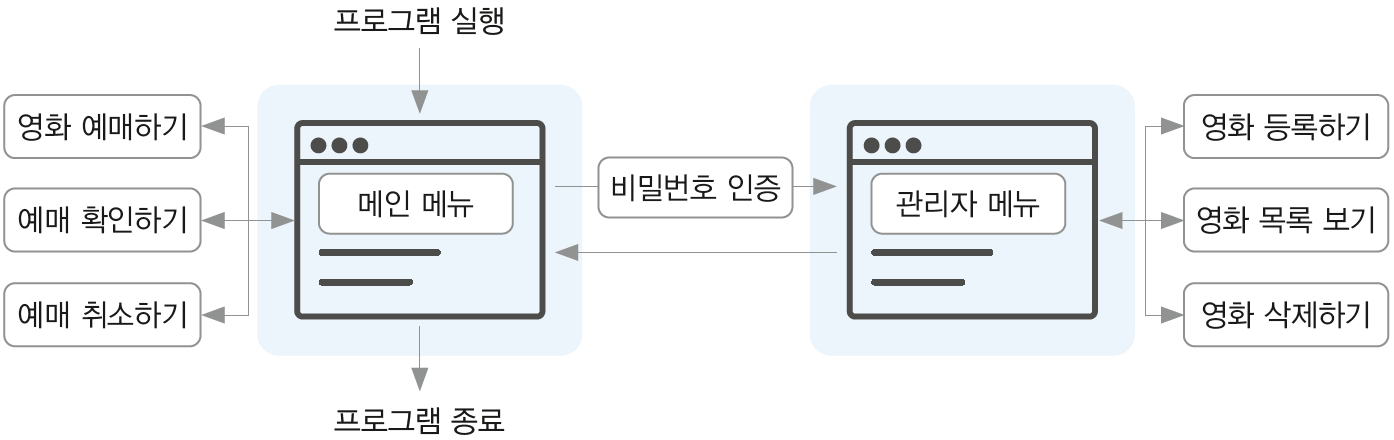 프로그램 실행
영화 예매하기
예매 확인하기
예매 취소하기
메인 메뉴
비밀번호 인증
관리자 메뉴
영화 등록하기
영화 목록 보기
영화 삭제하기
프로그램 종료